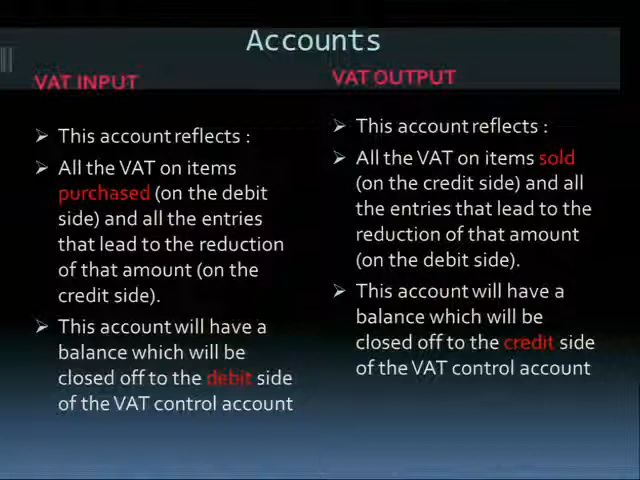 Accounts
VAT INPUT
➢ This account reflects :
➢ All the VAT on items
purchased (on the debit
side) and all the entries
that lead to the reduction
of that amount (on the
credit side).
➢ This account will have a
balance which will be
closed off to the debit side
of the VAT control account
VAT OUTPUT
➢ This account reflects :
➢ All the VAT on items sold
(on the credit side) and all
the entries that lead to the
reduction of that amount
(on the debit side).
➢ This account will have a
balance which will be
closed off to the credit side
of the VAT control account